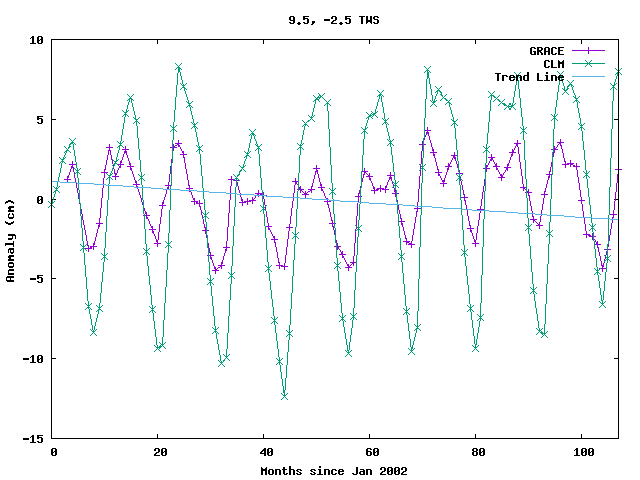 9.5, -2.5 TWS
10
5
0
-5
-10
-15
Anomaly (cm)
GRACE
CLM
Trend Line
0 20 40 60 80 100
Months since Jan 2002